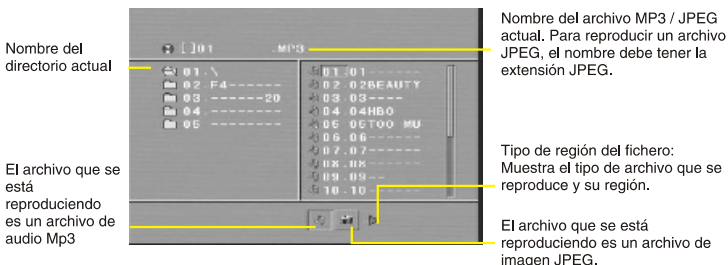 Nombre del
directorio actual
El archivo que se
está
reproduciendo
es un archivo de
audio Mp3
[ ]01 .MP3
01.\
02.F4------
03.------20
04.-------
05.-------
01.01------
02.02BEAUTY
03.03----
04.04HBO
05.05TOO MU
06.06-------
07.07-------
08.08-------
09.09--
10.10-------
Nombre del archivo MP3 / JPEG
actual. Para reproducir un archivo
JPEG, el nombre debe tener la
extensión JPEG.
Tipo de región del fichero:
Muestra el tipo de archivo que se
reproduce y su región.
El archivo que se está
reproduciendo es un archivo de
imagen JPEG.